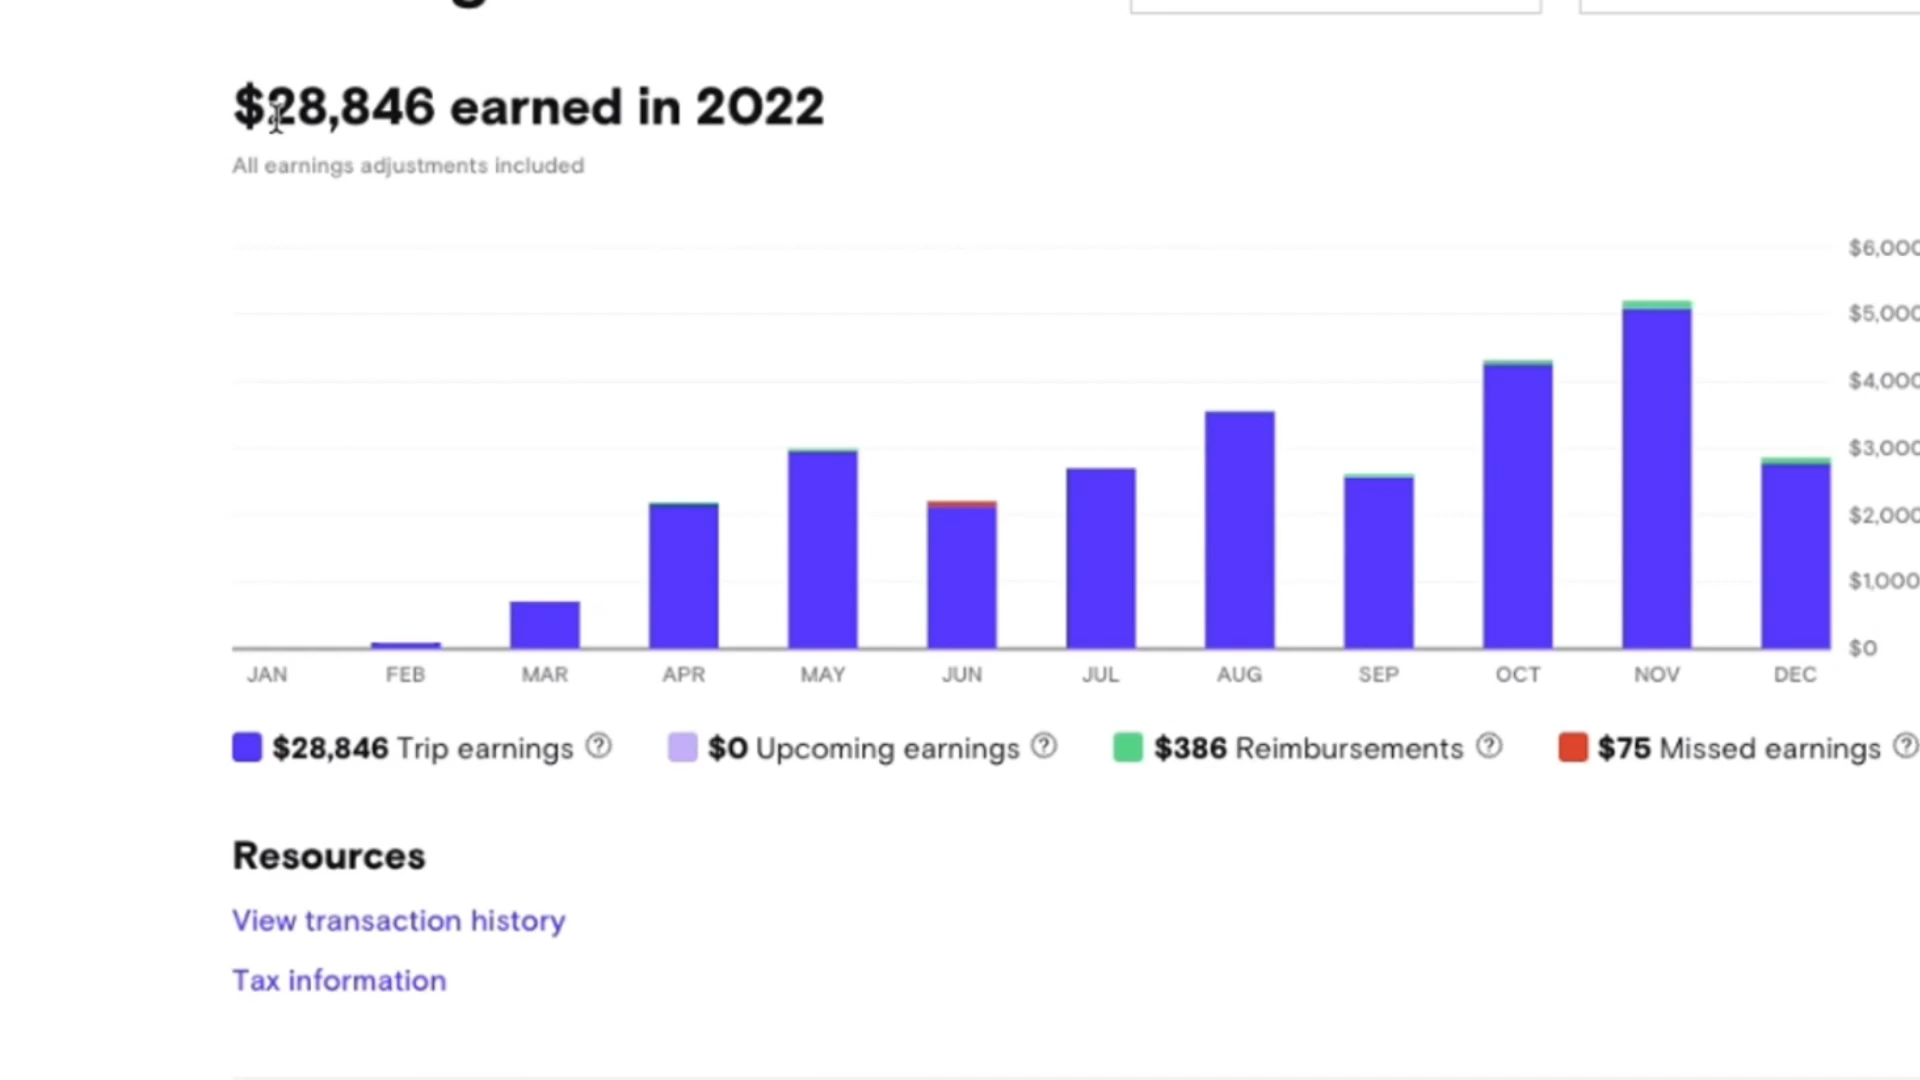 $28,846 earned in 2022
All earnings adjustments included
$6,000
$5,000
$4,000
$3,000
$2,000
$1,000
$0
JAN FEB MAR APR MAY JUN JUL AUG SEP OCT NOV DEC
$28,846 Trip earnings ? $0 Upcoming earnings ? $386 Reimbursements ? $75 Missed earnings ?
Resources
View transaction history
Tax information